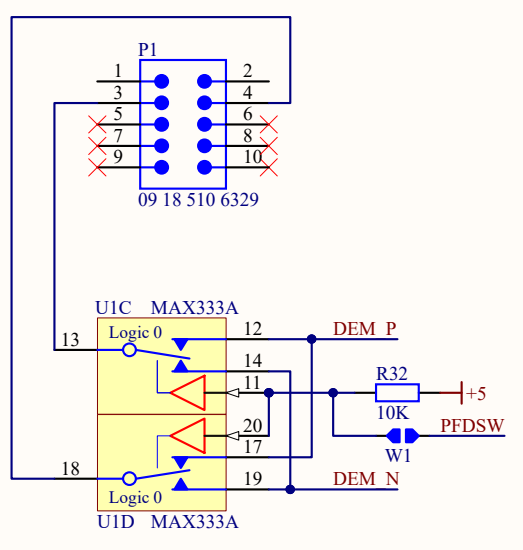 P1
1 2
3 4
5 6
7 8
9 10
09 18 510 6329
U1C MAX333A
Logic 0
12 DEM_P
13
14
R32
11
+5
10K
20
PFDSW
17
W1
18
19 DEM_N
Logic 0
U1D MAX333A